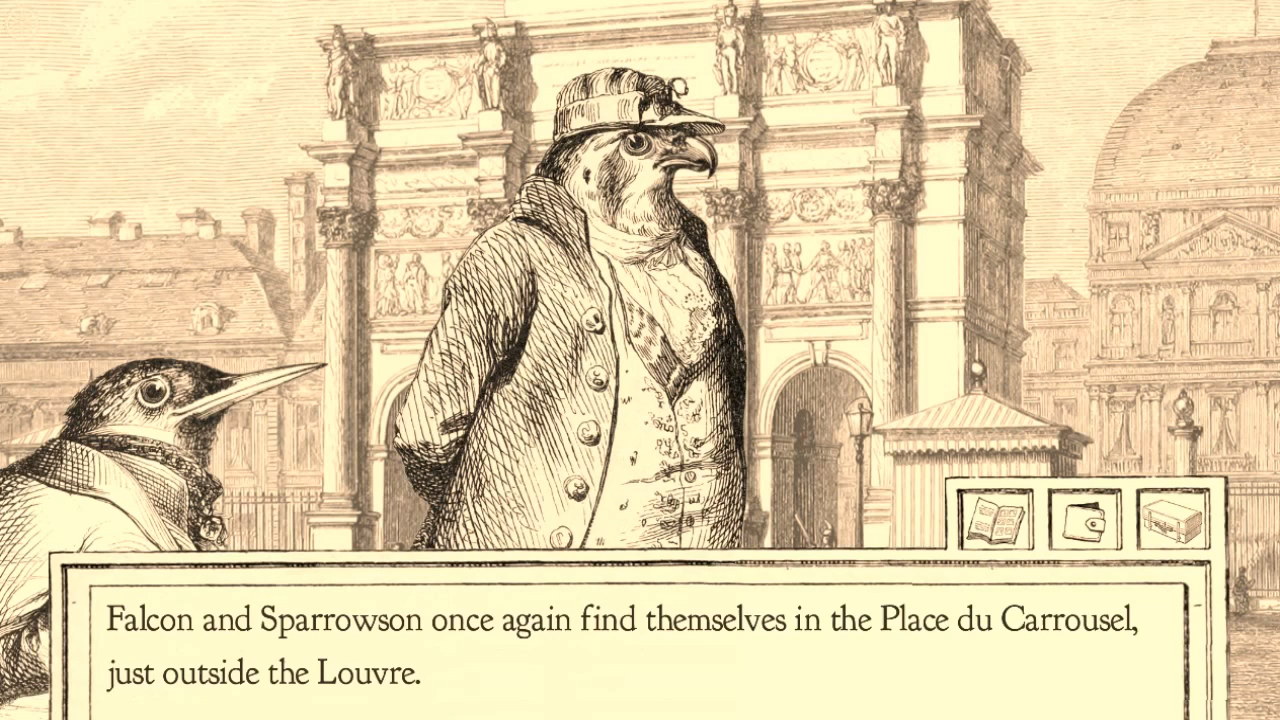 Falcon and Sparrowson once again find themselves in the Place du Carrousel,
just outside the Louvre.